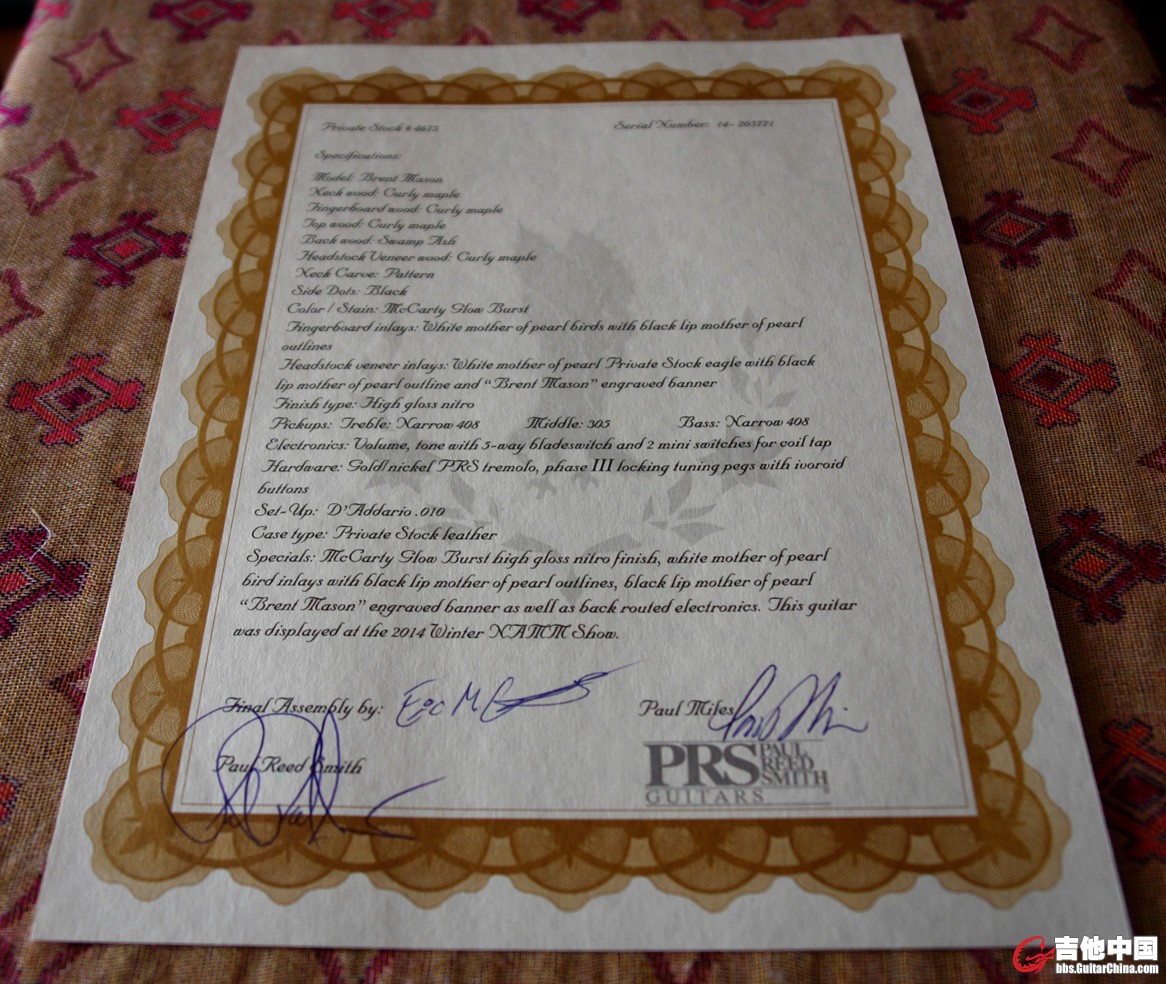 Private Stock # 4675 Serial Number: 14- 205771
Specifications:
Model: Brent Mason
Neck wood: Curly maple
Fingerboard wood: Curly maple
Top wood: Curly maple
Back wood: Swamp Ash
Headstock Veneer wood: Curly maple
Neck Carve: Pattern
Side Dots: Black
Color / Stain: McCarty Glow Burst
Fingerboard inlays: White mother of pearl birds with black lip mother of pearl
outlines
Headstock veneer inlays: White mother of pearl Private Stock eagle with black
lip mother of pearl outline and “Brent Mason” engraved banner
Finish type: High gloss nitro
Pickups: Treble: Narrow 408 Middle: 305 Bass: Narrow 408
Electronics: Volume, tone with 5-way bladeswitch and 2 mini switches for coil tap
Hardware: Gold/nickel PRS tremolo, phase III locking tuning pegs with ivoroid
buttons
Set-Up: D'Addario .010
Case type: Private Stock leather
Specials: McCarty Glow Burst high gloss nitro finish, white mother of pearl
bird inlays with black lip mother of pearl outlines, black lip mother of pearl
“Brent Mason” engraved banner as well as back routed electronics. This guitar
was displayed at the 2014 Winter NAMM Show.
Final Assembly by:
Paul Miles
Paul Reed Smith
PRS PAUL REED SMITH
GUITARS
吉他中国
bbs.GuitarChina.com